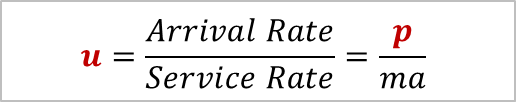 u = Arrival Rate / Service Rate = p / ma